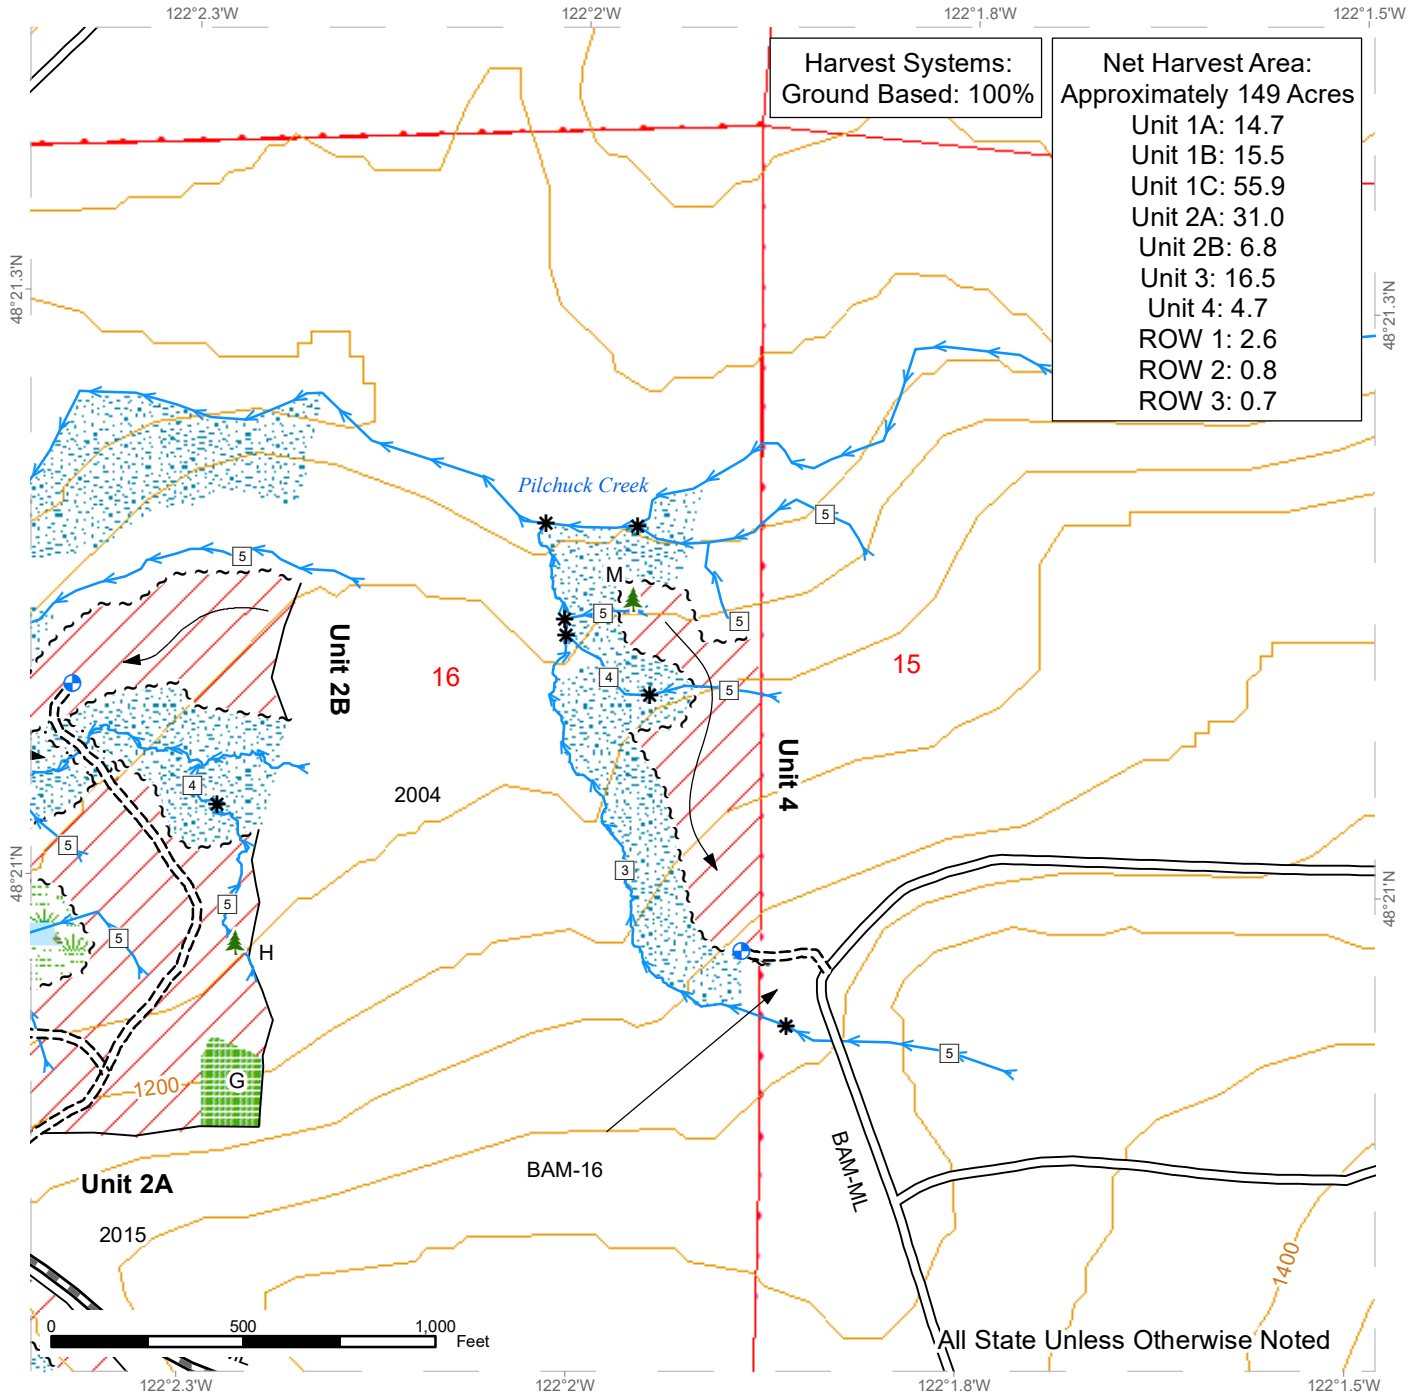 122°2.3'W
122°2'W
122°1.8'W
122°1.5'W
Harvest Systems:
Ground Based: 100%
Net Harvest Area:
Approximately 149 Acres
Unit 1A: 14.7
Unit 1B: 15.5
Unit 1C: 55.9
Unit 2A: 31.0
Unit 2B: 6.8
Unit 3: 16.5
Unit 4: 4.7
ROW 1: 2.6
ROW 2: 0.8
ROW 3: 0.7
48°21.3'N
48°21.3'N
Pilchuck Creek
5
5
M
5
5
Unit 2B
16
15
4
5
Unit 4
4
2004
5
3
48°21'N
48°21'N
5
5
H
5
G
1200
BAM-16
BAM-ML
Unit 2A
2015
1400
0
500
1,000
Feet
All State Unless Otherwise Noted
122°2.3'W
122°2'W
122°1.8'W
122°1.5'W